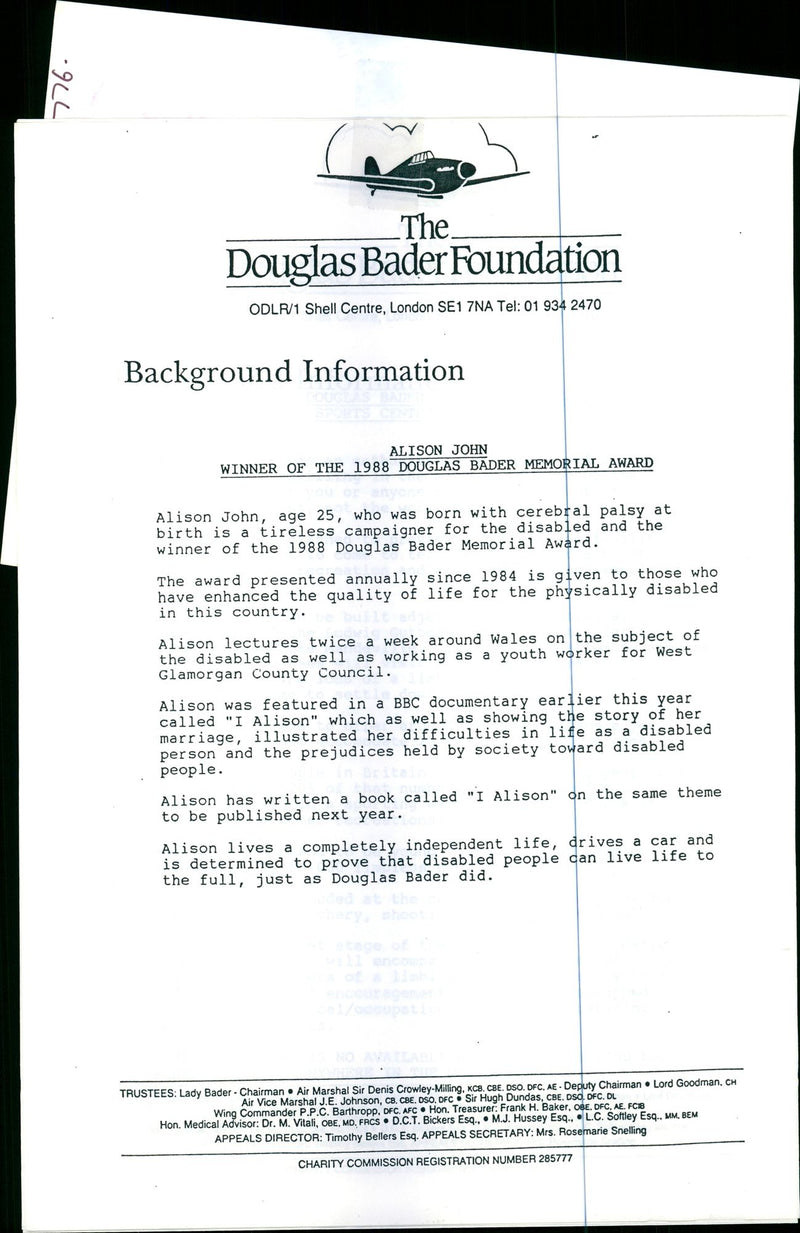 776.
The
Douglas Bader Foundation
ODLR/1 Shell Centre, London SE1 7NA Tel: 01 934 2470
Background Information
ALISON JOHN
WINNER OF THE 1988 DOUGLAS BADER MEMORIAL AWARD
Alison John, age 25, who was born with cerebral palsy at
birth is a tireless campaigner for the disabled and the
winner of the 1988 Douglas Bader Memorial Award.
The award presented annually since 1984 is given to those who
have enhanced the quality of life for the physically disabled
in this country.
Alison lectures twice a week around Wales on the subject of
the disabled as well as working as a youth worker for West
Glamorgan County Council.
Alison was featured in a BBC documentary earlier this year
called "I Alison" which as well as showing the story of her
marriage, illustrated her difficulties in life as a disabled
person and the prejudices held by society toward disabled
people.
Alison has written a book called "I Alison" on the same theme
to be published next year.
Alison lives a completely independent life, drives a car and
is determined to prove that disabled people can live life to
the full, just as Douglas Bader did.
TRUSTEES: Lady Bader - Chairman • Air Marshal Sir Denis Crowley-Milling, KCB. CBE. DSO. DFC. AE - Deputy Chairman • Lord Goodman. CH
Air Vice Marshal J.E. Johnson, CB. CBE. DSO. DFC • Sir Hugh Dundas, CBE. DSO. DFC. DL
Wing Commander P.P.C. Barthropp, DFC. AFC • Hon. Treasurer: Frank H. Baker, OBE. DFC. AE. FCIB
Hon. Medical Advisor: Dr. M. Vitali, OBE, MD, FRCS • D.C.T. Bickers Esq., • M.J. Hussey Esq., • L.C. Softley Esq., MM. BEM
APPEALS DIRECTOR: Timothy Bellers Esq. APPEALS SECRETARY: Mrs. Rosemarie Snelling
CHARITY COMMISSION REGISTRATION NUMBER 285777